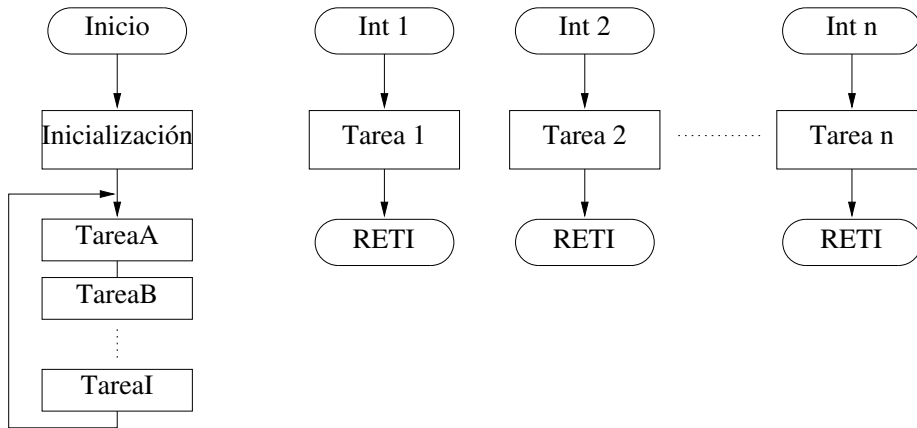 Inicio
Int 1
Int 2
Int n
Inicialización
Tarea 1
Tarea 2
Tarea n
TareaA
RETI
RETI
RETI
TareaB
TareaI